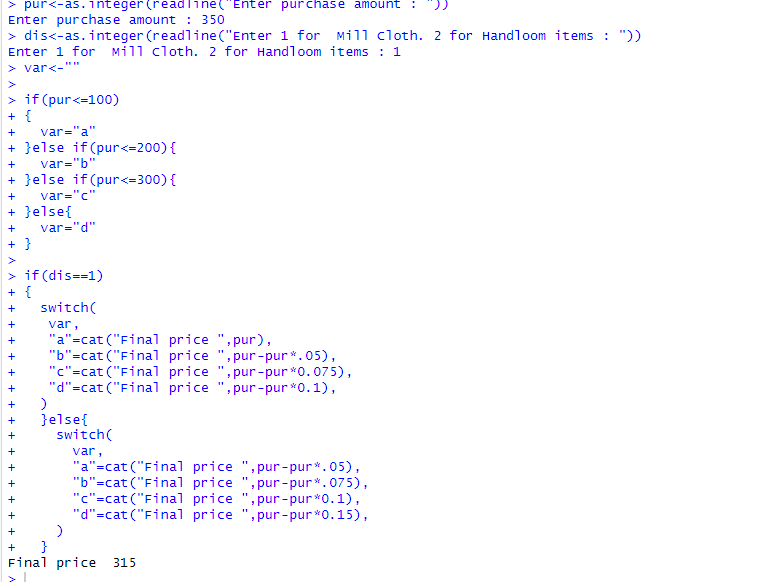 > pur<-as.integer(readline("Enter purchase amount : "))
Enter purchase amount : 350
> dis<-as.integer(readline("Enter 1 for  Mill Cloth. 2 for Handloom items : "))
Enter 1 for  Mill Cloth. 2 for Handloom items : 1
> var<-""
>
> if(pur<=100)
+ {
+   var="a"
+ }else if(pur<=200){
+   var="b"
+ }else if(pur<=300){
+   var="c"
+ }else{
+   var="d"
+ }
>
> if(dis==1)
+ {
+   switch(
+    var,
+    "a"=cat("Final price ",pur),
+    "b"=cat("Final price ",pur-pur*.05),
+    "c"=cat("Final price ",pur-pur*0.075),
+    "d"=cat("Final price ",pur-pur*0.1),
+   )
+   }else{
+     switch(
+       var,
+       "a"=cat("Final price ",pur-pur*.05),
+       "b"=cat("Final price ",pur-pur*.075),
+       "c"=cat("Final price ",pur-pur*0.1),
+       "d"=cat("Final price ",pur-pur*0.15),
+     )
+   }
Final price  315
>